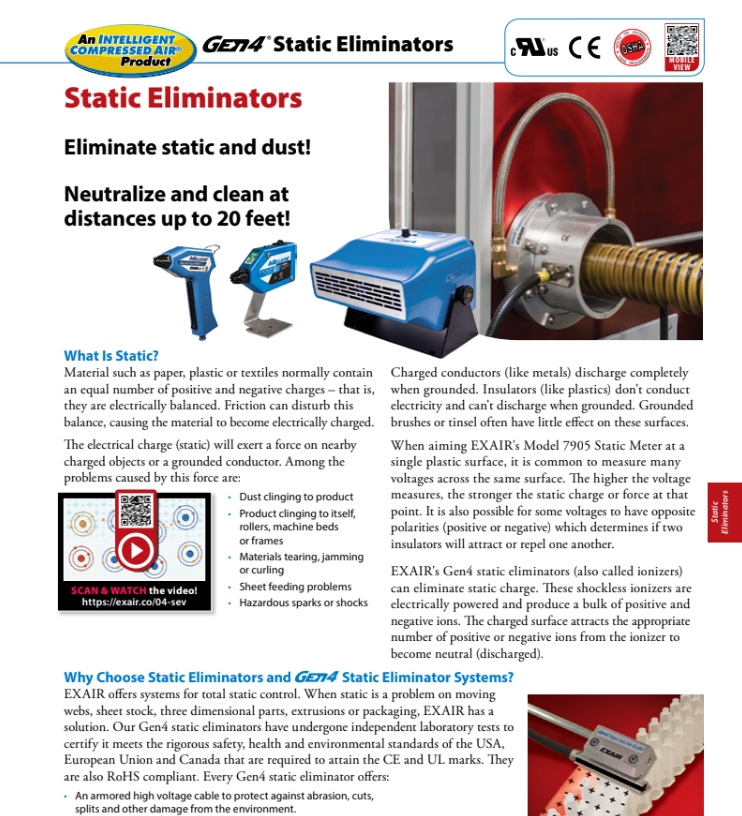 An INTELLIGENT
COMPRESSED AIR®
Product
GEN4® Static Eliminators
C UL US CE
OSHA
MOBILE
VIEW
Static Eliminators
Eliminate static and dust!
Neutralize and clean at
distances up to 20 feet!
What Is Static?
Material such as paper, plastic or textiles normally contain
an equal number of positive and negative charges – that is,
they are electrically balanced. Friction can disturb this
balance, causing the material to become electrically charged.
The electrical charge (static) will exert a force on nearby
charged objects or a grounded conductor. Among the
problems caused by this force are:
SCAN & WATCH the video!
https://exair.co/04-sev
• Dust clinging to product
• Product clinging to itself,
rollers, machine beds
or frames
• Materials tearing, jamming
or curling
• Sheet feeding problems
• Hazardous sparks or shocks
Charged conductors (like metals) discharge completely
when grounded. Insulators (like plastics) don't conduct
electricity and can't discharge when grounded. Grounded
brushes or tinsel often have little effect on these surfaces.
When aiming EXAIR's Model 7905 Static Meter at a
single plastic surface, it is common to measure many
voltages across the same surface. The higher the voltage
measures, the stronger the static charge or force at that
point. It is also possible for some voltages to have opposite
polarities (positive or negative) which determines if two
insulators will attract or repel one another.
EXAIR's Gen4 static eliminators (also called ionizers)
can eliminate static charge. These shockless ionizers are
electrically powered and produce a bulk of positive and
negative ions. The charged surface attracts the appropriate
number of positive or negative ions from the ionizer to
become neutral (discharged).
Static
Eliminators
Why Choose Static Eliminators and GEN4 Static Eliminator Systems?
EXAIR offers systems for total static control. When static is a problem on moving
webs, sheet stock, three dimensional parts, extrusions or packaging, EXAIR has a
solution. Our Gen4 static eliminators have undergone independent laboratory tests to
certify it meets the rigorous safety, health and environmental standards of the USA,
European Union and Canada that are required to attain the CE and UL marks. They
are also RoHS compliant. Every Gen4 static eliminator offers:
• An armored high voltage cable to protect against abrasion, cuts,
splits and other damage from the environment.
EXAIR